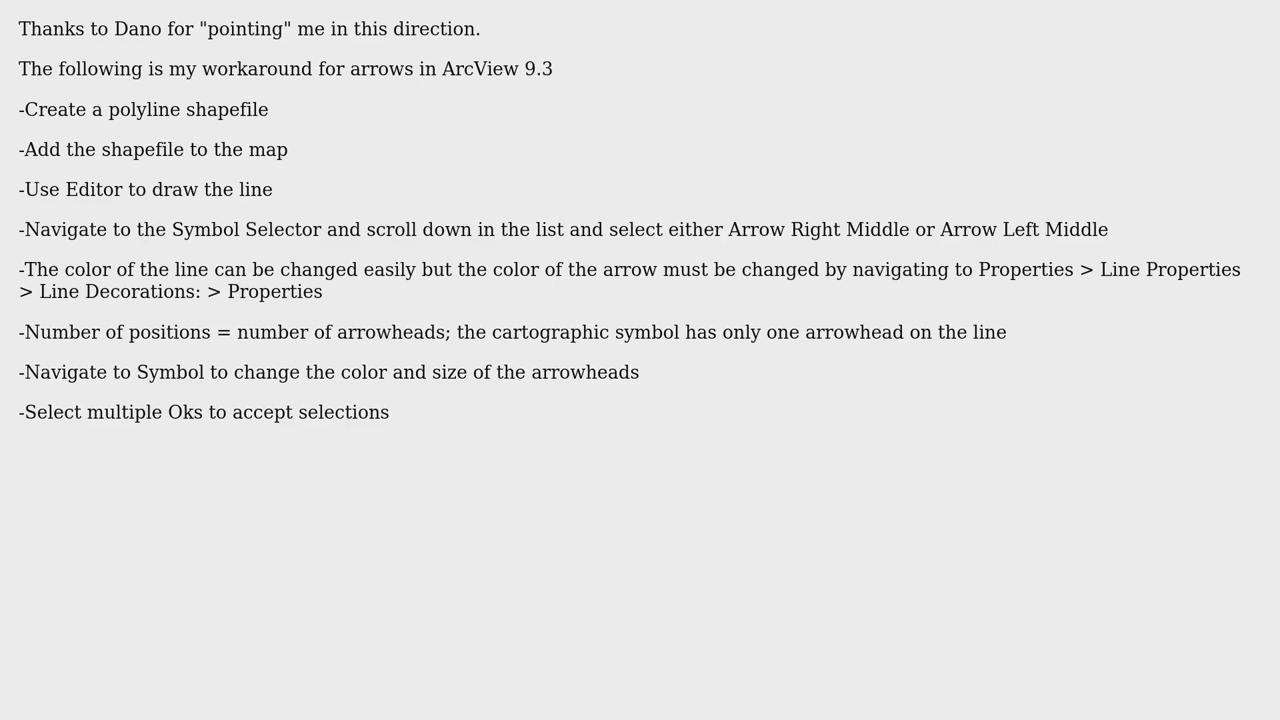 Thanks to Dano for "pointing" me in this direction.
The following is my workaround for arrows in ArcView 9.3
-Create a polyline shapefile
-Add the shapefile to the map
-Use Editor to draw the line
-Navigate to the Symbol Selector and scroll down in the list and select either Arrow Right Middle or Arrow Left Middle
-The color of the line can be changed easily but the color of the arrow must be changed by navigating to Properties > Line Properties
> Line Decorations: > Properties
-Number of positions = number of arrowheads; the cartographic symbol has only one arrowhead on the line
-Navigate to Symbol to change the color and size of the arrowheads
-Select multiple Oks to accept selections